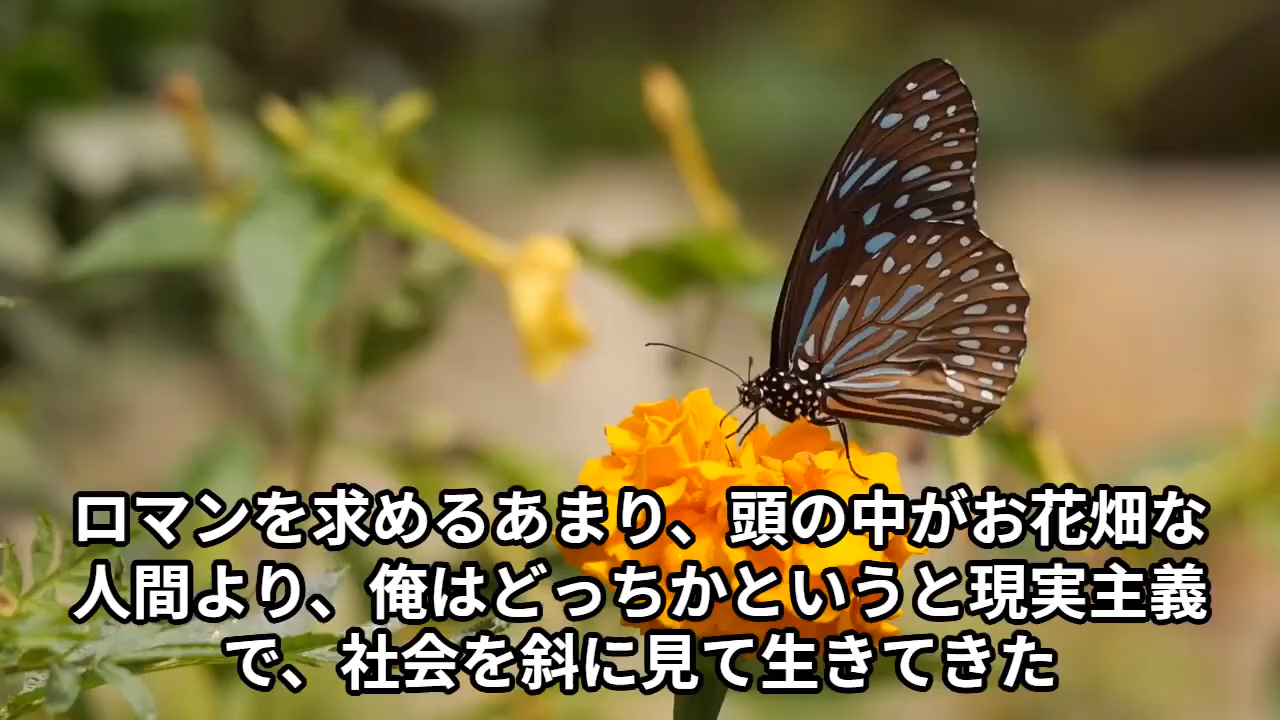 ロマンを求めるあまり、頭の中がお花畑な
人間より、俺はどっちかというと現実主義
で、社会を斜に見て生きてきた